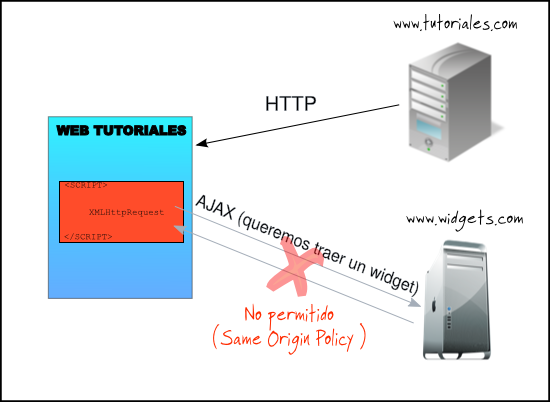 www.tutoriales.com
HTTP
WEB TUTORIALES
<SCRIPT>
XMLHttpRequest
</SCRIPT>
AJAX (queremos traer un widget)
www.widgets.com
No permitido
(Same Origin Policy)